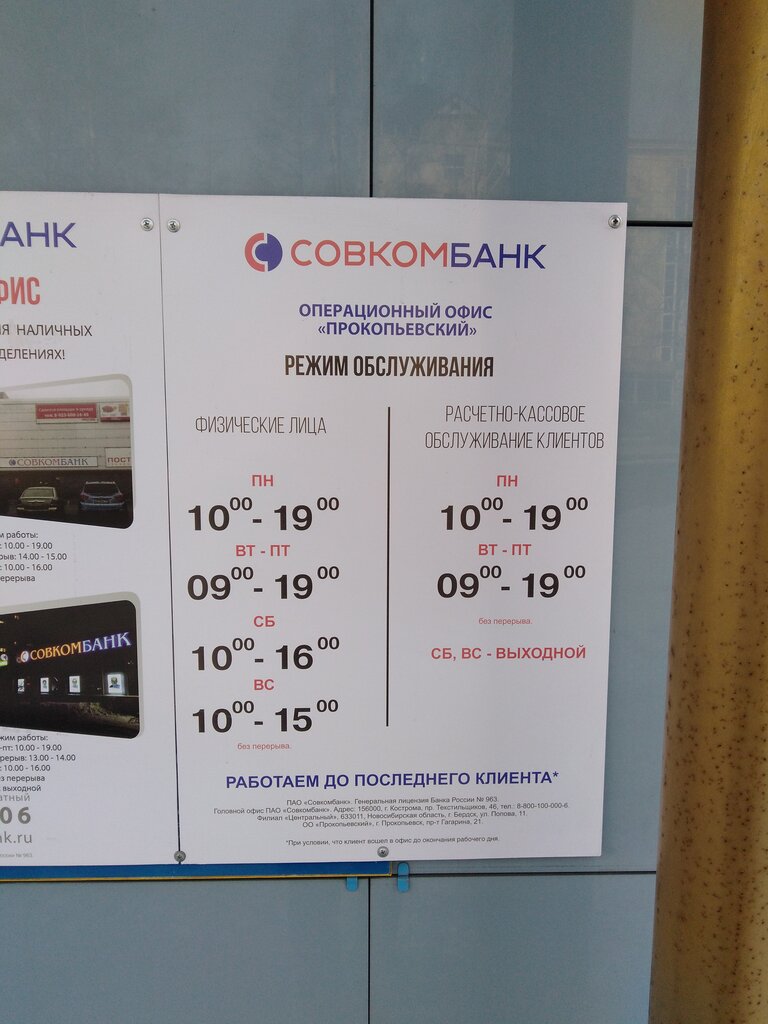 АНК
ФИС
НАЛИЧНЫХ
ДЕЛЕНИЯХ!
СОВКОМБАНК
ПОСТ
работы:
10.00 - 19.00
14.00 - 15.00
10.00 - 16.00
перерыва
СОВКОМБАНК
работы:
10.00 - 19.00
13.00 - 14.00
10.00 - 16.00
перерыва
выходной
06
nk.ru
СОВКОМБАНК
ОПЕРАЦИОННЫЙ ОФИС
«ПРОКОПЬЕВСКИЙ»
РЕЖИМ ОБСЛУЖИВАНИЯ
ФИЗИЧЕСКИЕ ЛИЦА
ПН
10⁰⁰- 19⁰⁰
ВТ - ПТ
09⁰⁰- 19⁰⁰
СБ
10⁰⁰- 16⁰⁰
ВС
10⁰⁰- 15⁰⁰
без перерыва.
РАСЧЕТНО-КАССОВОЕ
ОБСЛУЖИВАНИЕ КЛИЕНТОВ
ПН
10⁰⁰- 19⁰⁰
ВТ - ПТ
09⁰⁰- 19⁰⁰
без перерыва.
СБ, ВС - ВЫХОДНОЙ
РАБОТАЕМ ДО ПОСЛЕДНЕГО КЛИЕНТА*
ПАО «Совкомбанк». Генеральная лицензия Банка России № 963.
Головной офис ПАО «Совкомбанк». Адрес: 156000, г. Кострома, пр. Текстильщиков, 46, тел.: 8-800-100-000-6.
Филиал «Центральный», 633011, Новосибирская область, г. Бердск, ул. Попова, 11.
ОО «Прокопьевский», г. Прокопьевск, пр-т Гагарина, 21.
*При условии, что клиент вошел в офис до окончания рабочего дня.